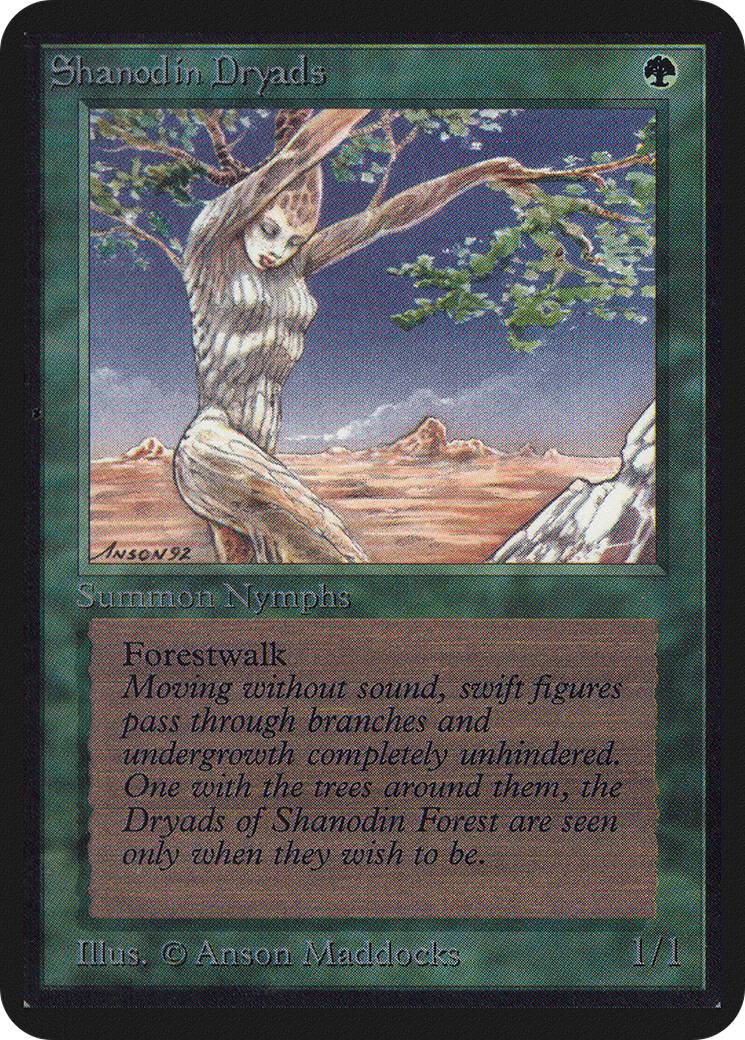 Shanodin Dryads
ANSON 92
Summon Nymphs
Forestwalk
Moving without sound, swift figures
pass through branches and
undergrowth completely unhindered.
One with the trees around them, the
Dryads of Shanodin Forest are seen
only when they wish to be.
Illus. © Anson Maddocks
1/1